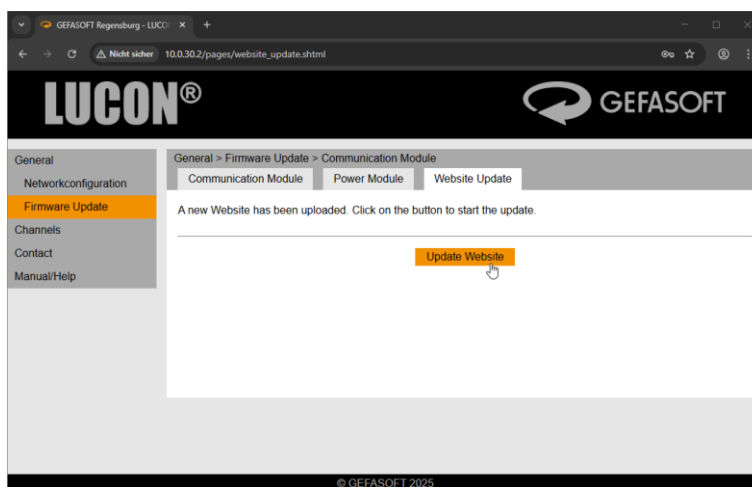 GEFASOFT Regensburg - LUCO
Nicht sicher 10.0.30.2/pages/website_update.shtml
LUCON®
GEFASOFT
General
Networkconfiguration
Firmware Update
Channels
Contact
Manual/Help
General > Firmware Update > Communication Module
Communication Module Power Module Website Update
A new Website has been uploaded. Click on the button to start the update.
Update Website
© GEFASOFT 2025